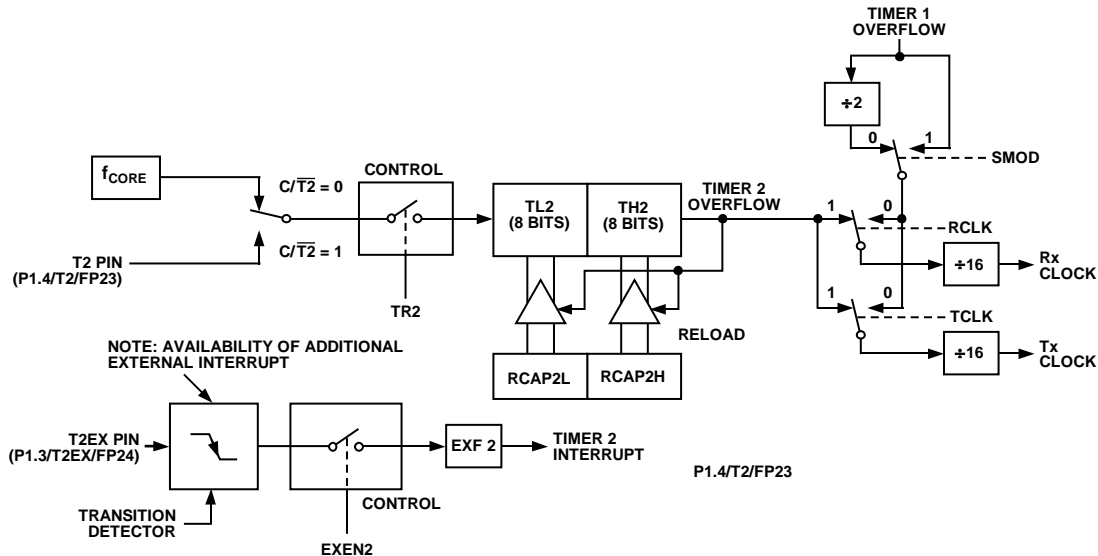 TIMER 1
OVERFLOW
÷2
0
1
SMOD
CONTROL
fCORE
C/T2 = 0
TL2
(8 BITS)
TH2
(8 BITS)
TIMER 2
OVERFLOW
1
0
RCLK
C/T2 = 1
T2 PIN
(P1.4/T2/FP23)
÷16
Rx
CLOCK
TR2
1
0
RELOAD
TCLK
NOTE: AVAILABILITY OF ADDITIONAL
EXTERNAL INTERRUPT
RCAP2L
RCAP2H
÷16
Tx
CLOCK
T2EX PIN
(P1.3/T2EX/FP24)
EXF 2
TIMER 2
INTERRUPT
P1.4/T2/FP23
CONTROL
TRANSITION
DETECTOR
EXEN2